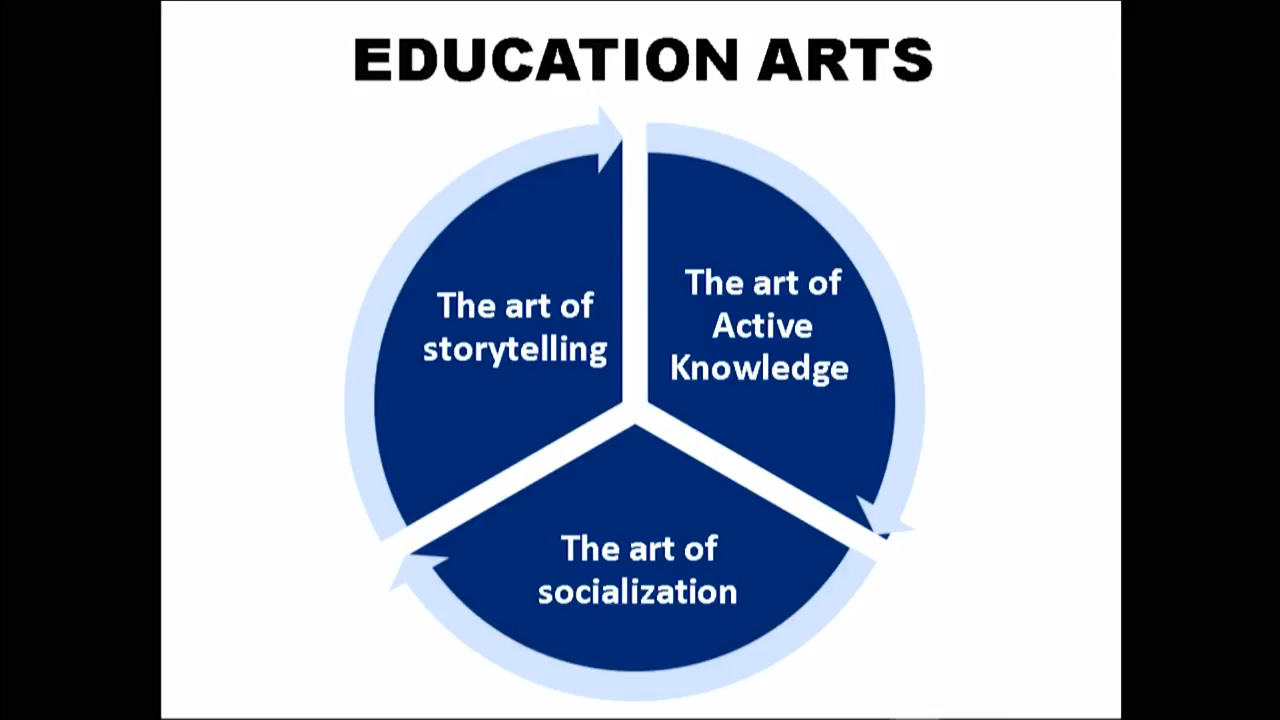 EDUCATION ARTS
The art of
storytelling
The art of
Active
Knowledge
The art of
socialization